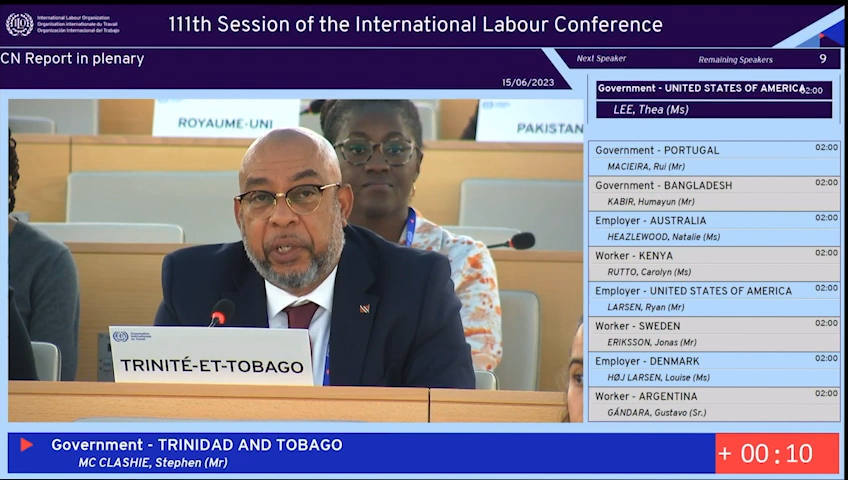 International Labour Organization
Organisation internationale du Travail
Organización Internacional del Trabajo
111th Session of the International Labour Conference
CN Report in plenary
15/06/2023
Next Speaker
Remaining Speakers
9
Government - UNITED STATES OF AMERICA 02:00
LEE, Thea (Ms)
Government - PORTUGAL 02:00
MACIEIRA, Rui (Mr)
Government - BANGLADESH 02:00
KABIR, Humayun (Mr)
Employer - AUSTRALIA 02:00
HEAZLEWOOD, Natalie (Ms)
Worker - KENYA 02:00
RUTTO, Carolyn (Ms)
Employer - UNITED STATES OF AMERICA 02:00
LARSEN, Ryan (Mr)
Worker - SWEDEN 02:00
ERIKSSON, Jonas (Mr)
Employer - DENMARK 02:00
HØJ LARSEN, Louise (Ms)
Worker - ARGENTINA 02:00
GÁNDARA, Gustavo (Sr.)
ROYAUME-UNI
PAKISTAN
TRINITÉ-ET-TOBAGO
Government - TRINIDAD AND TOBAGO
MC CLASHIE, Stephen (Mr)
+ 00:10